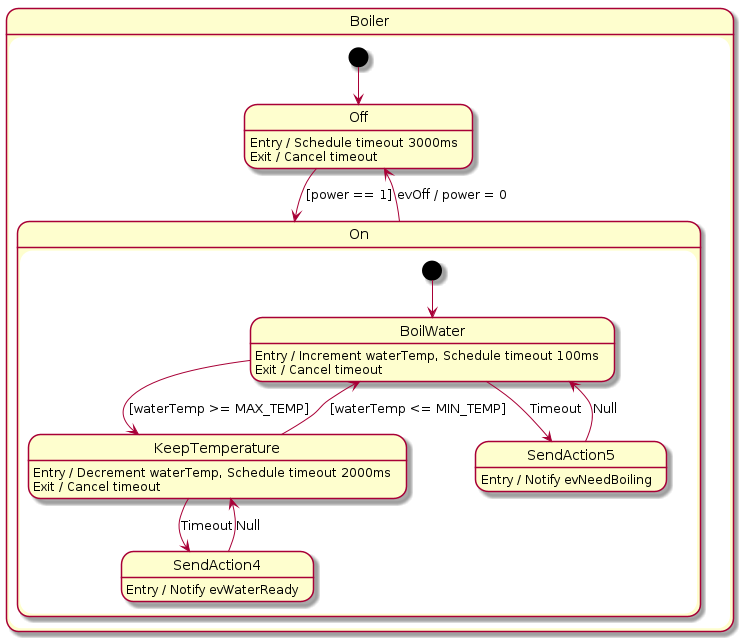 Boiler
Off
Entry / Schedule timeout 3000ms
Exit / Cancel timeout
[power == 1]
evOff / power = 0
On
BoilWater
Entry / Increment waterTemp, Schedule timeout 100ms
Exit / Cancel timeout
[waterTemp >= MAX_TEMP]
[waterTemp <= MIN_TEMP]
Timeout
Null
KeepTemperature
Entry / Decrement waterTemp, Schedule timeout 2000ms
Exit / Cancel timeout
SendAction5
Entry / Notify evNeedBoiling
Timeout
Null
SendAction4
Entry / Notify evWaterReady